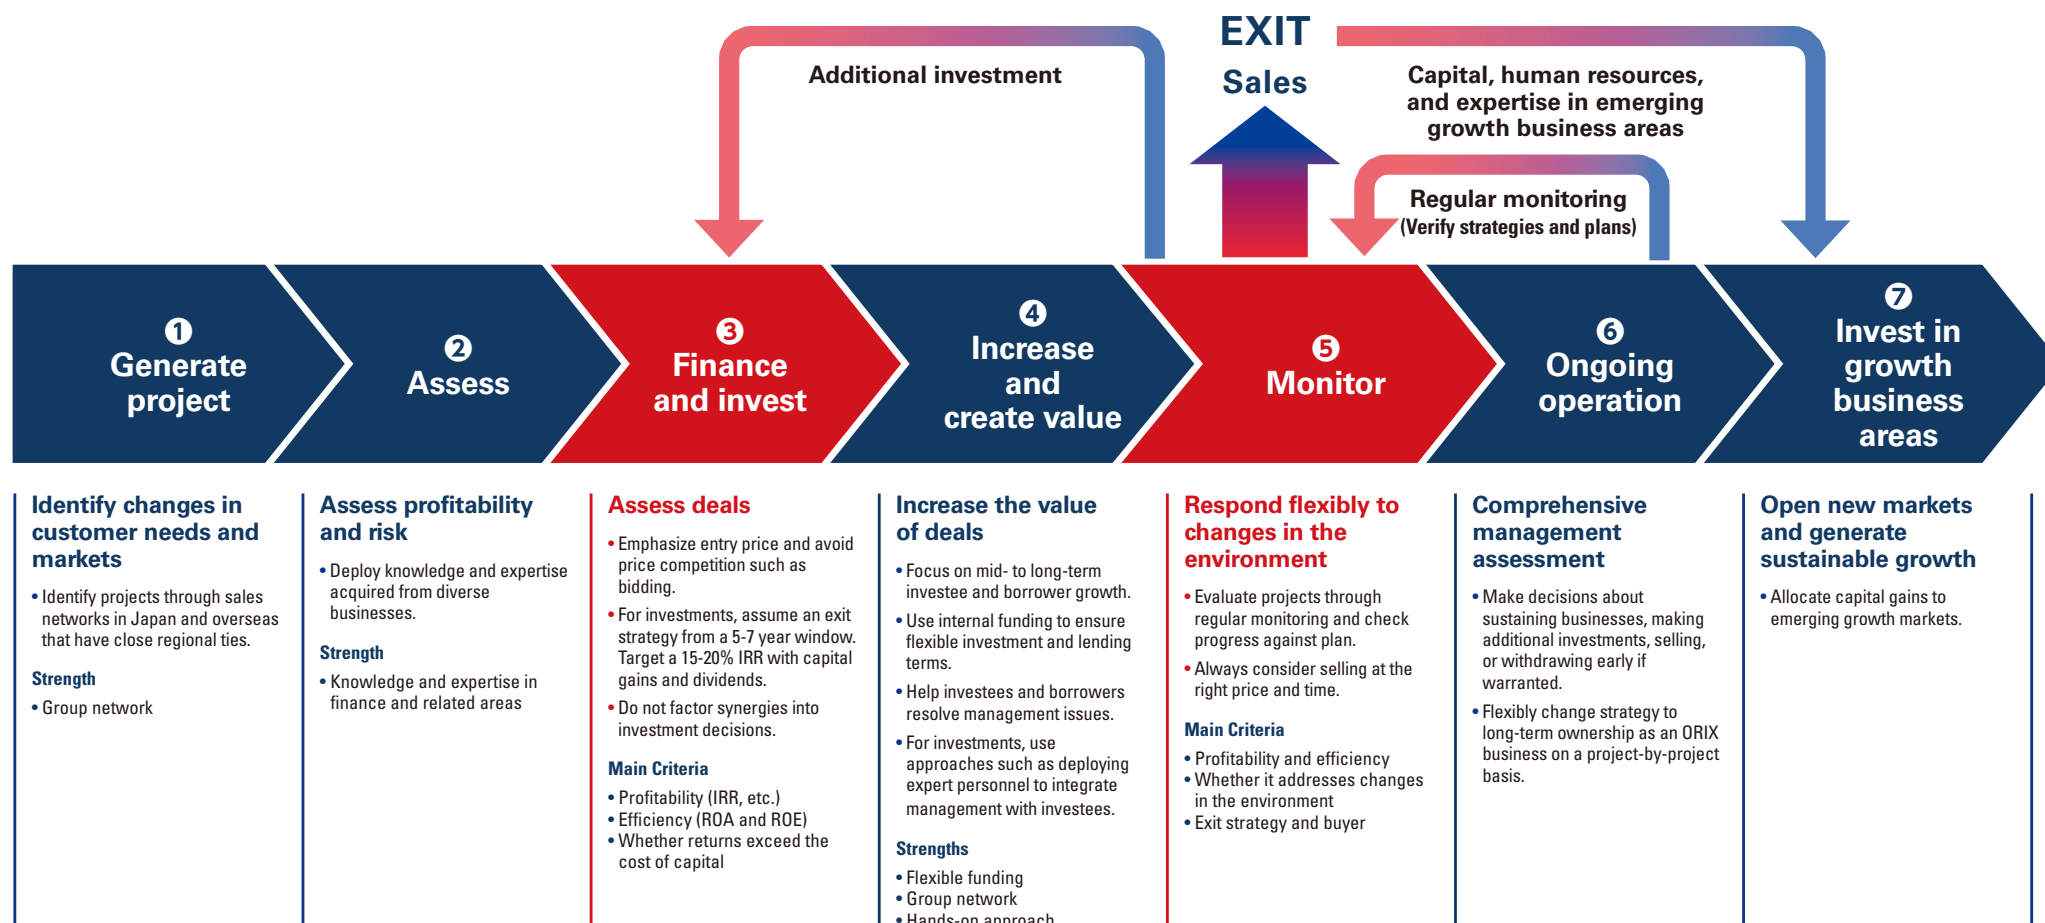 EXIT
Sales
Additional investment
Capital, human resources,
and expertise in emerging
growth business areas
Regular monitoring
(Verify strategies and plans)
❶
Generate
project
❷
Assess
❸
Finance
and invest
❹
Increase
and
create value
❺
Monitor
❻
Ongoing
operation
❼
Invest in
growth
business
areas
Identify changes in
customer needs and
markets
• Identify projects through sales
networks in Japan and overseas
that have close regional ties.
Strength
• Group network
Assess profitability
and risk
• Deploy knowledge and expertise
acquired from diverse
businesses.
Strength
• Knowledge and expertise in
finance and related areas
Assess deals
• Emphasize entry price and avoid
price competition such as
bidding.
• For investments, assume an exit
strategy from a 5-7 year window.
Target a 15-20% IRR with capital
gains and dividends.
• Do not factor synergies into
investment decisions.
Main Criteria
• Profitability (IRR, etc.)
• Efficiency (ROA and ROE)
• Whether returns exceed the
cost of capital
Increase the value
of deals
• Focus on mid- to long-term
investee and borrower growth.
• Use internal funding to ensure
flexible investment and lending
terms.
• Help investees and borrowers
resolve management issues.
• For investments, use
approaches such as deploying
expert personnel to integrate
management with investees.
Strengths
• Flexible funding
• Group network
• Hands-on approach
Respond flexibly to
changes in the
environment
• Evaluate projects through
regular monitoring and check
progress against plan.
• Always consider selling at the
right price and time.
Main Criteria
• Profitability and efficiency
• Whether it addresses changes
in the environment
• Exit strategy and buyer
Comprehensive
management
assessment
• Make decisions about
sustaining businesses, making
additional investments, selling,
or withdrawing early if
warranted.
• Flexibly change strategy to
long-term ownership as an ORIX
business on a project-by-project
basis.
Open new markets
and generate
sustainable growth
• Allocate capital gains to
emerging growth markets.